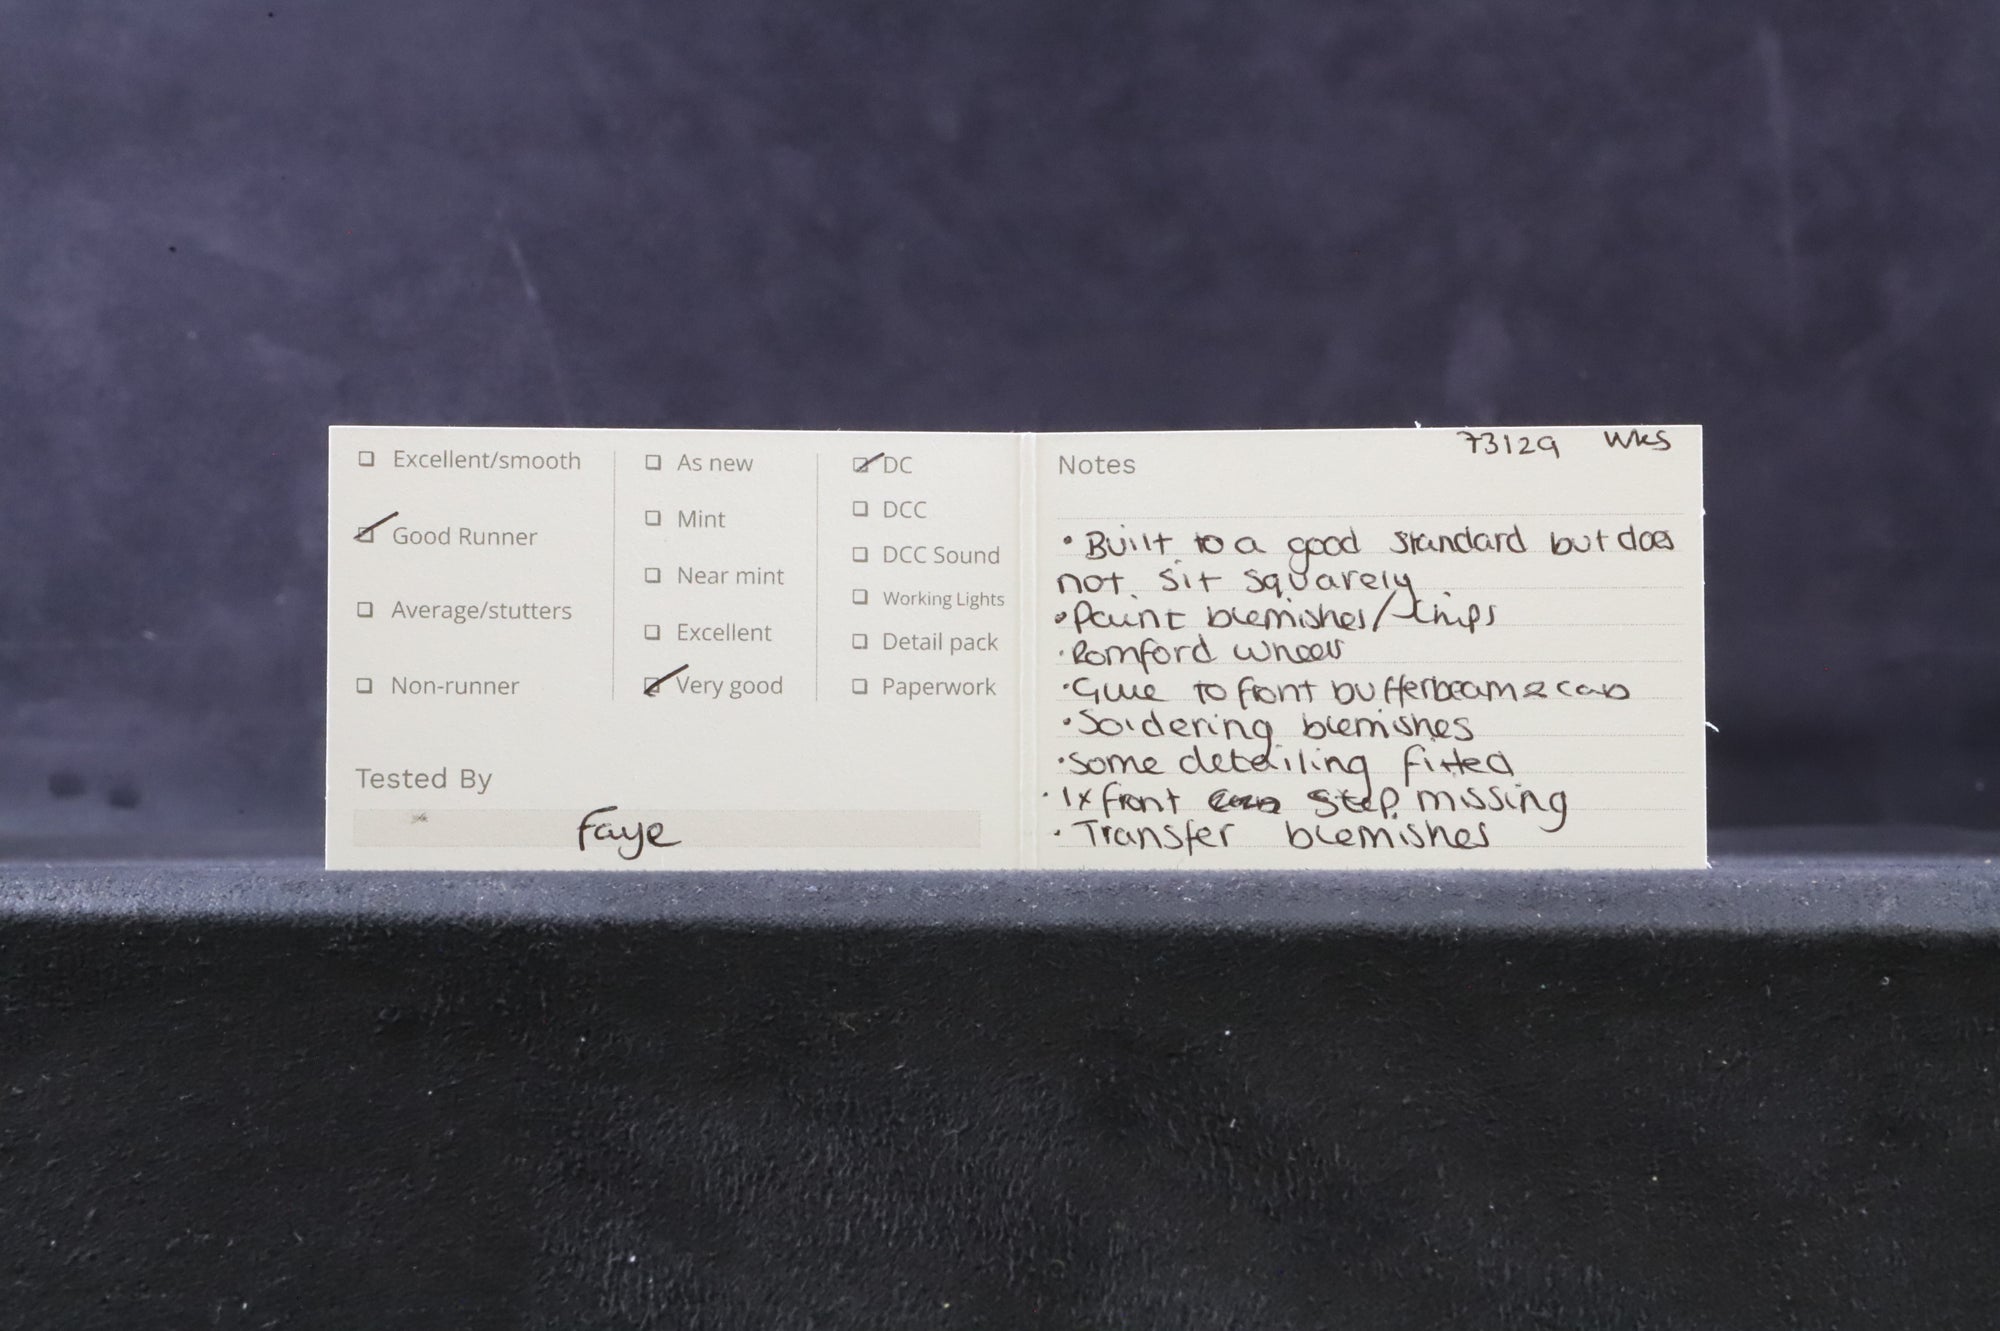 Excellent/smooth
Good Runner
Average/stutters
Non-runner
As new
Mint
Near mint
Excellent
Very good
DC
DCC
DCC Sound
Working Lights
Detail pack
Paperwork
Tested By
Faye
73129 WKS
Notes
• Built to a good standard but does
not sit squarely
• Paint blemishes/chips
• Romford wheels
• Glue to front bufferbeam & cab
• Soldering blemishes
• Some detailing fitted
• 1x front step missing
• Transfer blemishes